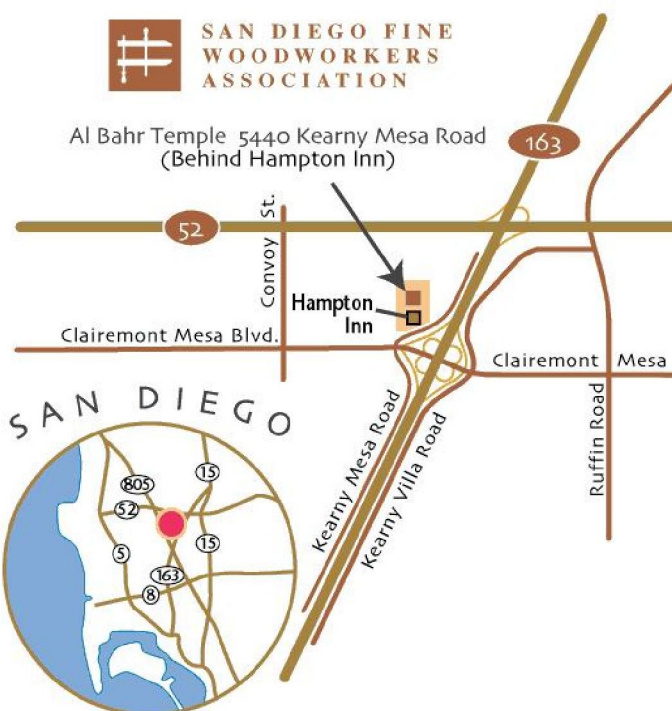 SAN DIEGO FINE
WOODWORKERS
ASSOCIATION
Al Bahr Temple 5440 Kearny Mesa Road
(Behind Hampton Inn)
163
52
Convoy St.
Hampton
Inn
Clairemont Mesa Blvd.
Clairemont Mesa
Kearny Mesa Road
Kearny Villa Road
Ruffin Road
SAN DIEGO
805
15
52
5
15
163
8